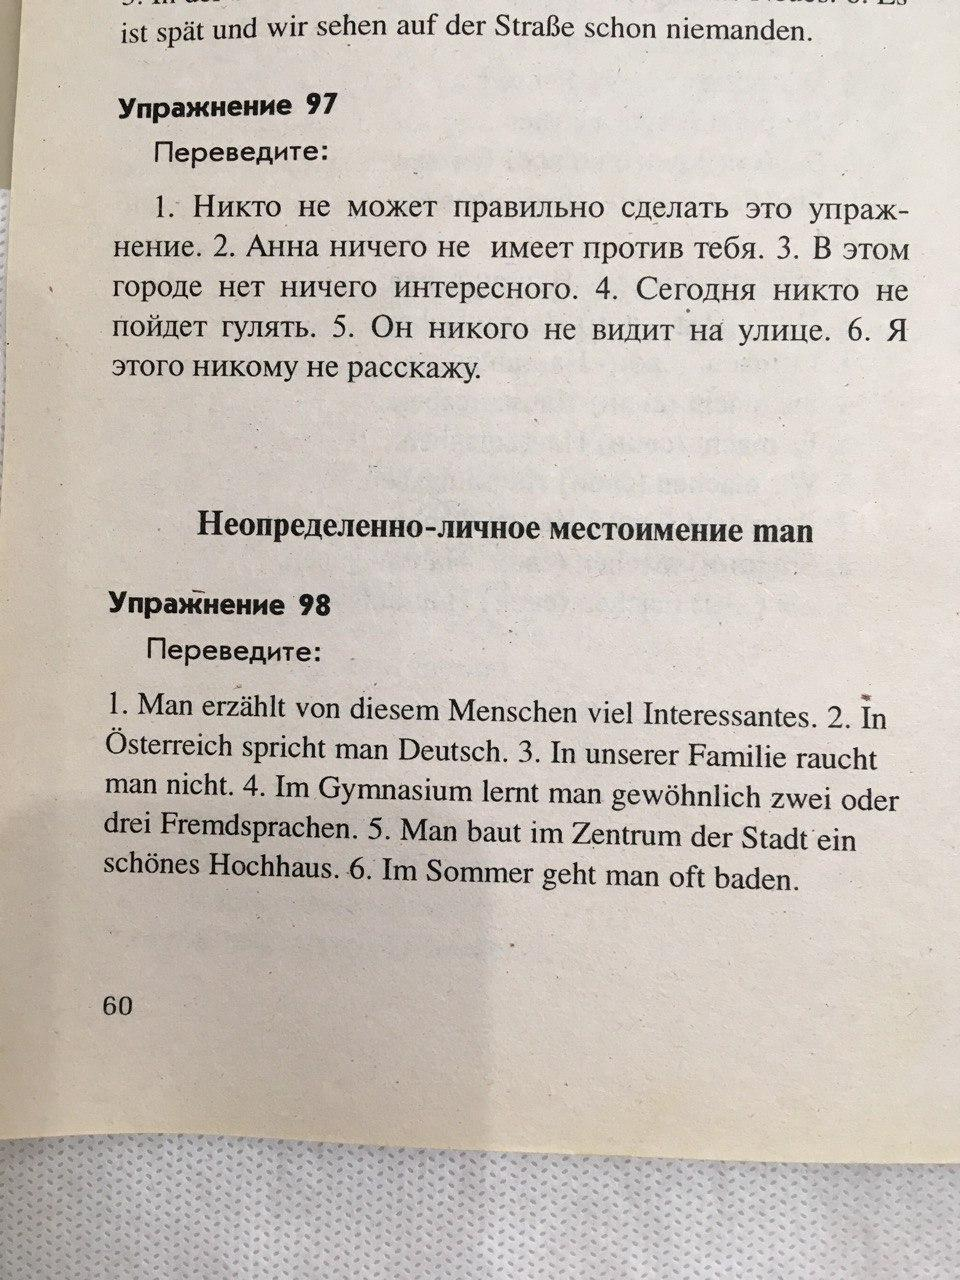 ist spät und wir sehen auf der Straße schon niemanden.
Упражнение 97
Переведите:
1. Никто не может правильно сделать это упраж-
нение. 2. Анна ничего не имеет против тебя. 3. В этом
городе нет ничего интересного. 4. Сегодня никто не
пойдет гулять. 5. Он никого не видит на улице. 6. Я
этого никому не расскажу.
Неопределенно-личное местоимение man
Упражнение 98
Переведите:
1. Man erzählt von diesem Menschen viel Interessantes. 2. In
Österreich spricht man Deutsch. 3. In unserer Familie raucht
man nicht. 4. Im Gymnasium lernt man gewöhnlich zwei oder
drei Fremdsprachen. 5. Man baut im Zentrum der Stadt ein
schönes Hochhaus. 6. Im Sommer geht man oft baden.
60